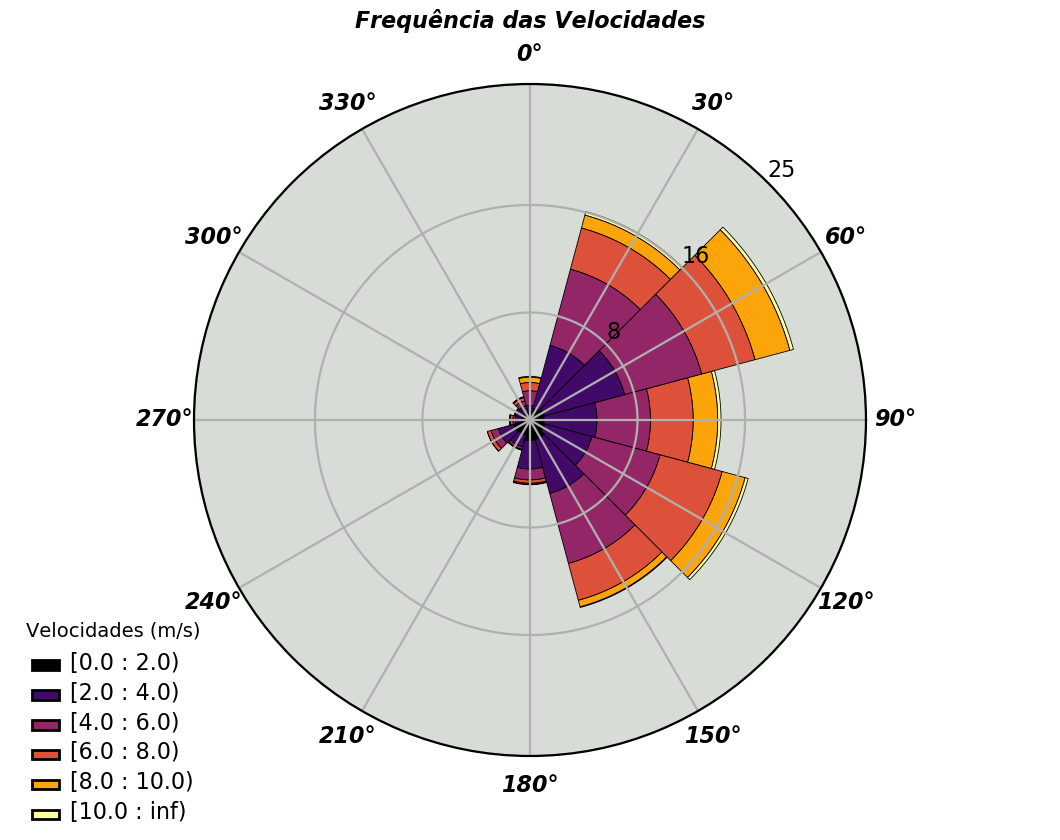 Frequência das Velocidades
0°
330°
30°
25
300°
60°
16
8
270°
90°
240°
120°
210°
150°
180°
Velocidades (m/s)
[0.0 : 2.0)
[2.0 : 4.0)
[4.0 : 6.0)
[6.0 : 8.0)
[8.0 : 10.0)
[10.0 : inf)